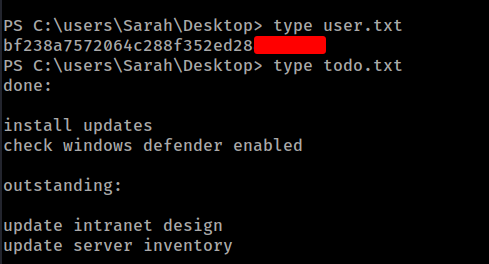 PS C:\users\Sarah\Desktop> type user.txt
bf238a7572064c288f352ed28
PS C:\users\Sarah\Desktop> type todo.txt
done:
install updates
check windows defender enabled
outstanding:
update intranet design
update server inventory